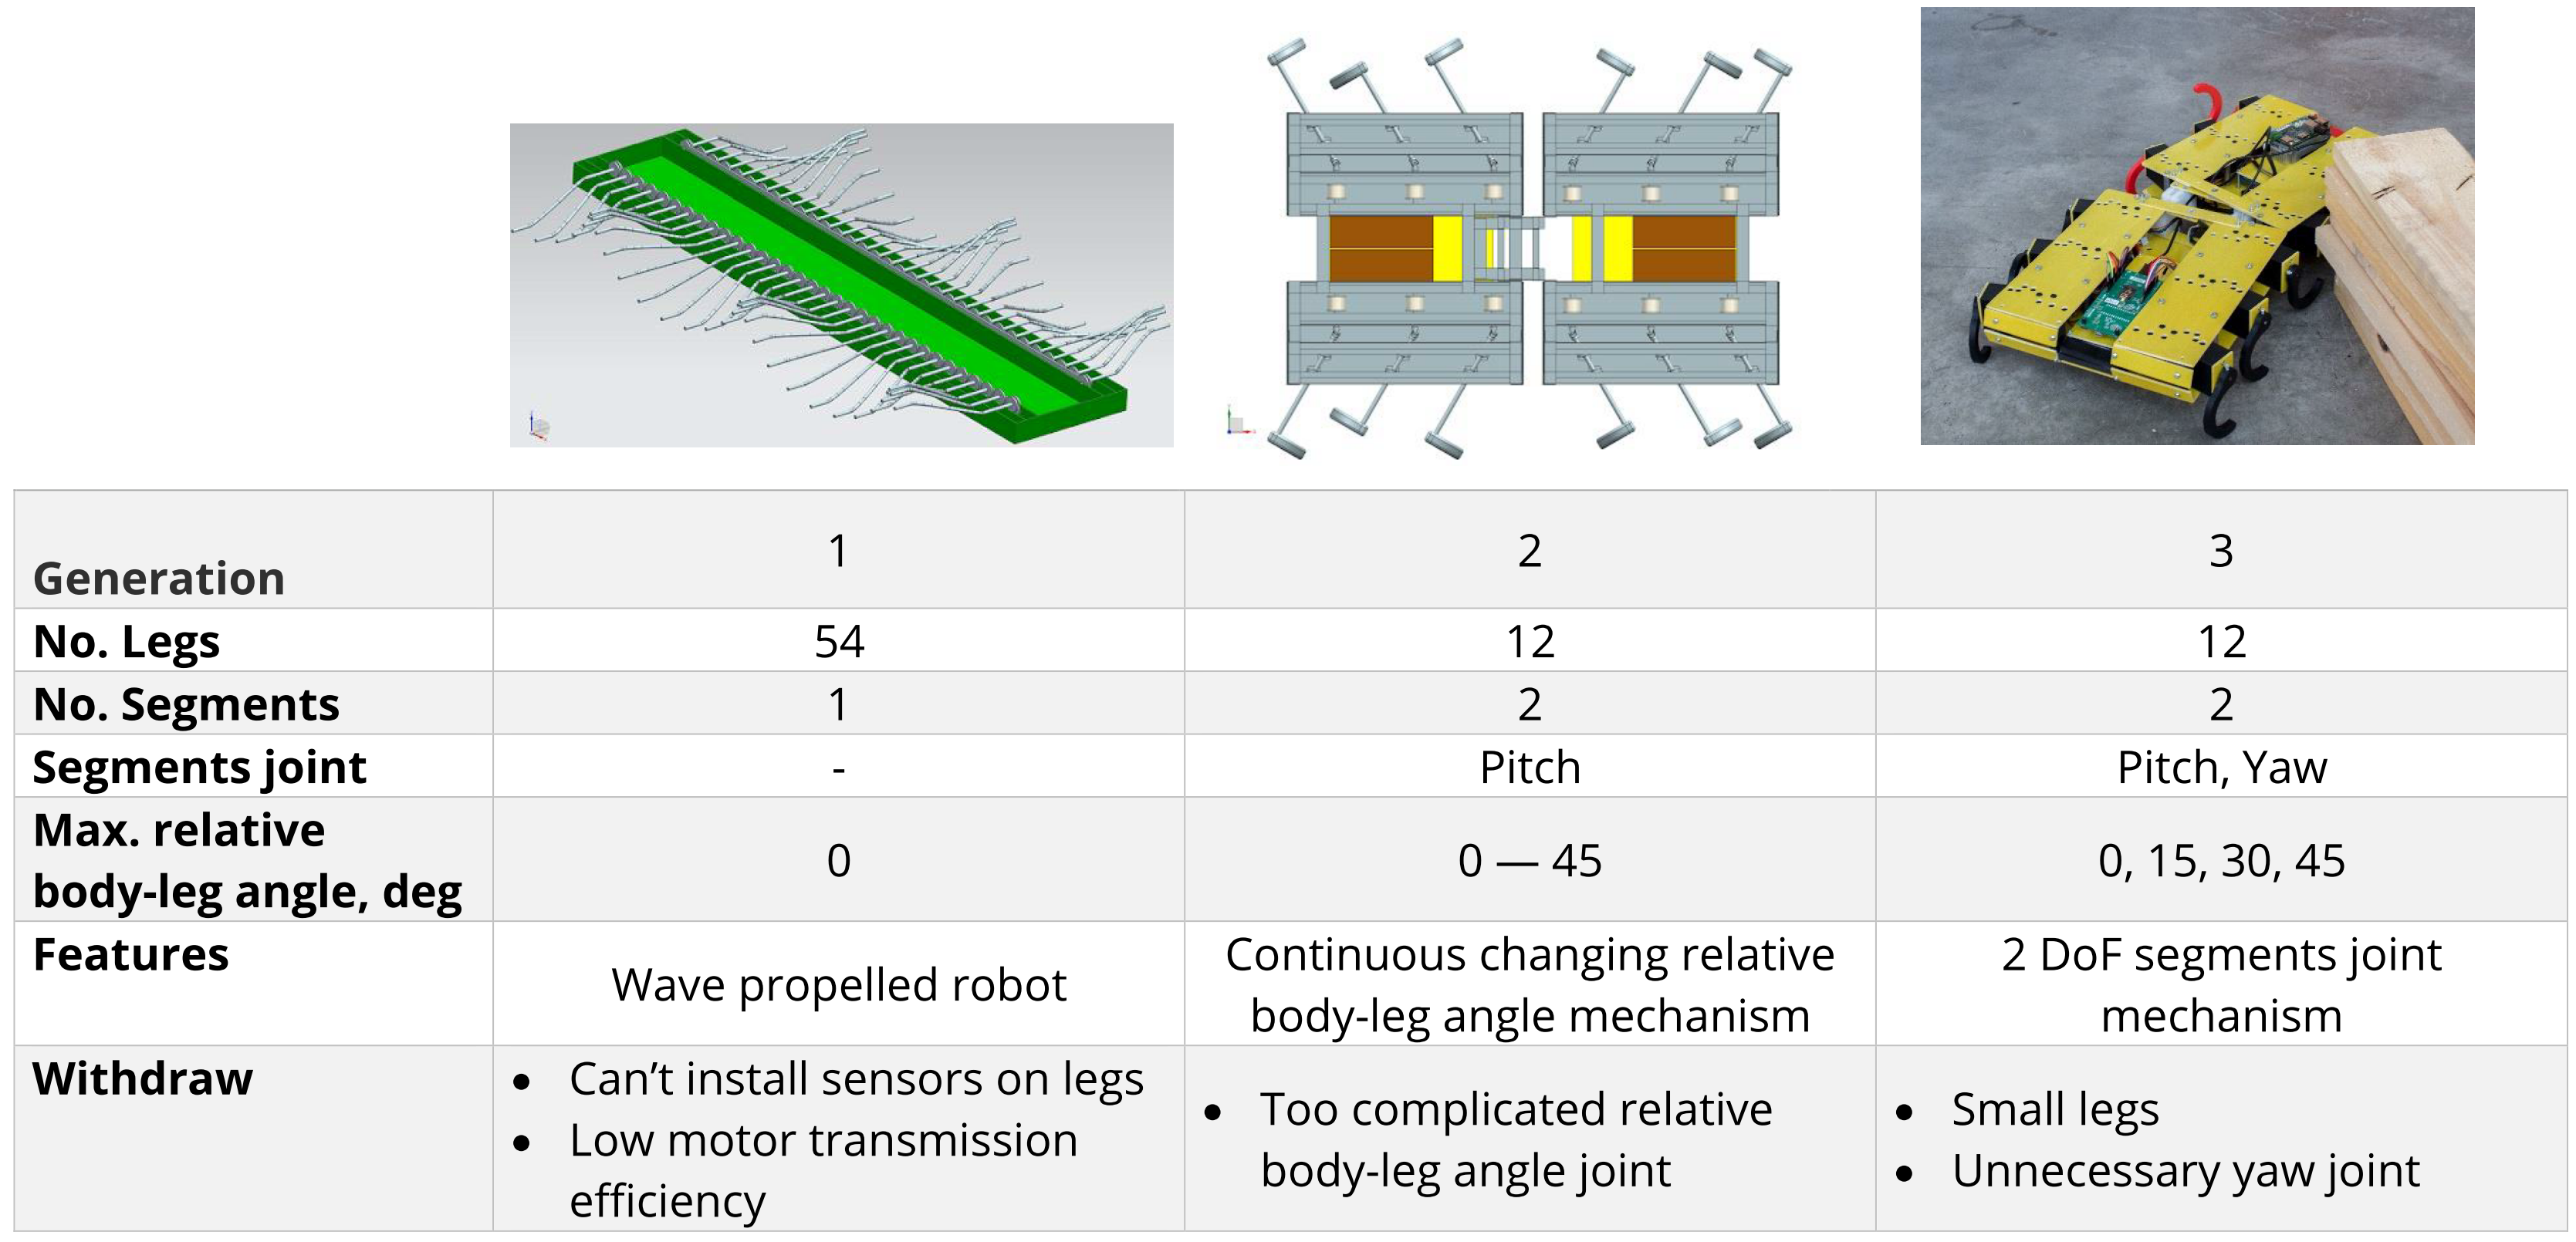 Generation
1
2
3
No. Legs
54
12
12
No. Segments
1
2
2
Segments joint
-
Pitch
Pitch, Yaw
Max. relative
body-leg angle, deg
0
0 — 45
0, 15, 30, 45
Features
Wave propelled robot
Continuous changing relative
body-leg angle mechanism
2 DoF segments joint
mechanism
Withdraw
• Can’t install sensors on legs
• Low motor transmission
efficiency
• Too complicated relative
body-leg angle joint
• Small legs
• Unnecessary yaw joint